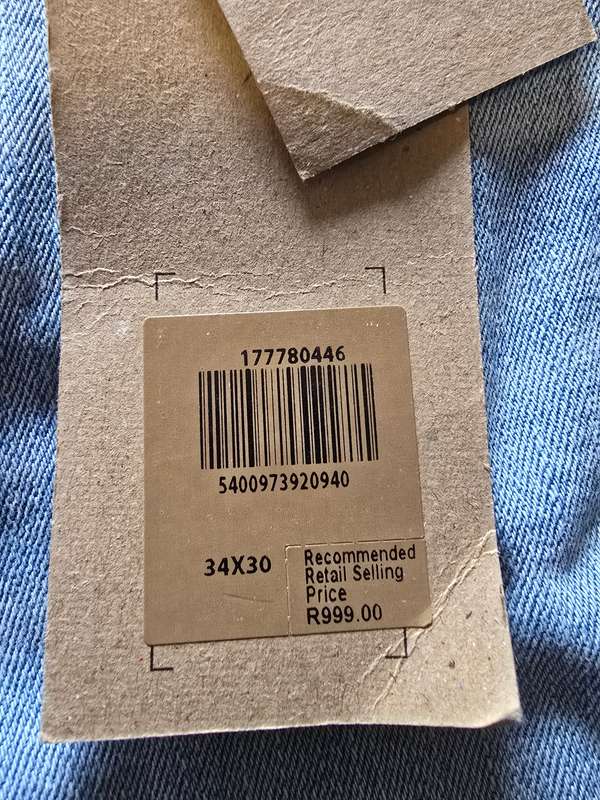 177780446
5400973920940
34X30
Recommended
Retail Selling
Price
R999.00